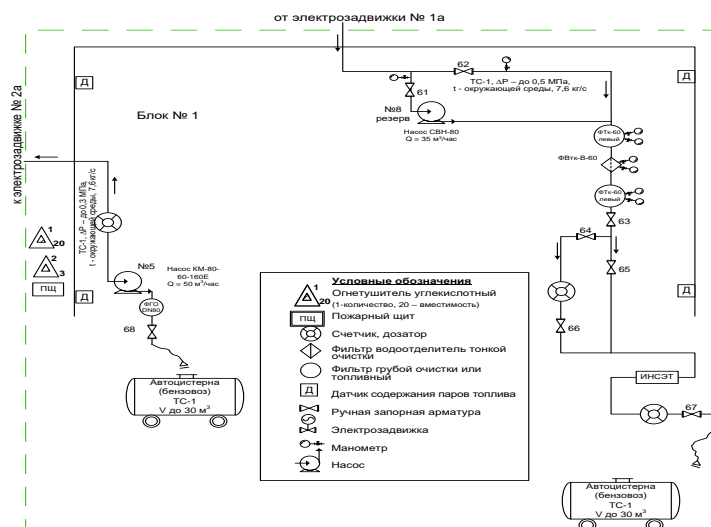 от электрозадвижки № 1а
к электрозадвижке № 2а
Блок № 1
Д
Д
Д
Д
62
61
ТС-1, ΔР – до 0,5 МПа,
t - окружающей среды, 7,6 кг/с
№8
резерв
Насос СВН-80
Q = 35 м³/час
ФТк-60
левый
ФВтк-В-60
ФТк-60
левый
63
64
65
66
ИНСЭТ
67
ТС-1, ΔР – до 0,3 МПа,
t - окружающей среды, 7,6 кг/с
1
20
2
3
ПЩ
№5
Насос КМ-80-
60-160Е
Q = 50 м³/час
ФГО
DN80
68
Автоцистерна
(бензовоз)
ТС-1
V до 30 м³
Условные обозначения
1
20
Огнетушитель углекислотный
(1-количество, 20 – вместимость)
ПЩ
Пожарный щит
Счетчик, дозатор
Фильтр водоотделитель тонкой
очистки
Фильтр грубой очистки или
топливный
Д
Датчик содержания паров топлива
Ручная запорная арматура
Электрозадвижка
Манометр
Насос
Автоцистерна
(бензовоз)
ТС-1
V до 30 м³